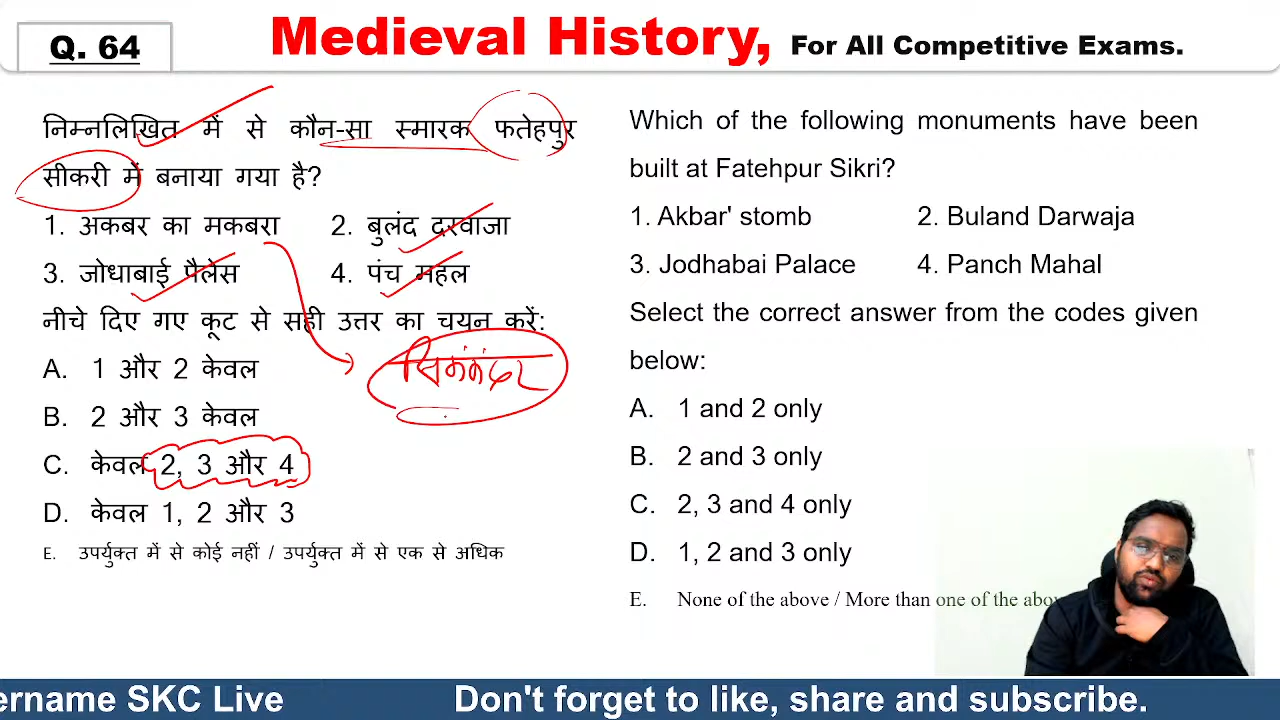 Q. 64
Medieval History, For All Competitive Exams.
निम्नलिखित में से कौन-सा स्मारक फतेहपुर
सीकरी में बनाया गया है?
1. अकबर का मकबरा 2. बुलंद दरवाजा
3. जोधाबाई पैलेस 4. पंच महल
नीचे दिए गए कूट से सही उत्तर का चयन करें:
A. 1 और 2 केवल
B. 2 और 3 केवल
C. केवल 2, 3 और 4
D. केवल 1, 2 और 3
E. उपर्युक्त में से कोई नहीं / उपर्युक्त में से एक से अधिक
Which of the following monuments have been
built at Fatehpur Sikri?
1. Akbar' stomb 2. Buland Darwaja
3. Jodhabai Palace 4. Panch Mahal
Select the correct answer from the codes given
below:
A. 1 and 2 only
B. 2 and 3 only
C. 2, 3 and 4 only
D. 1, 2 and 3 only
E. None of the above / More than one of the
ername SKC Live Don't forget to like, share and subscribe.